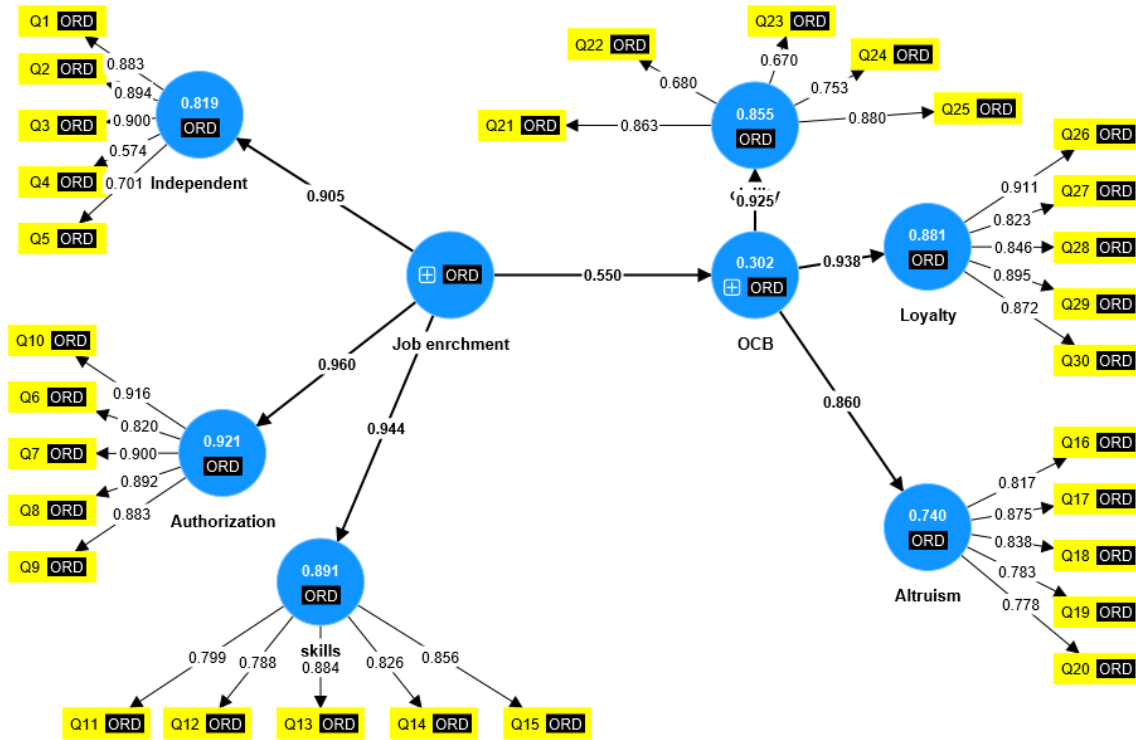 Q1 ORD
Q2 ORD
Q3 ORD
Q4 ORD
Q5 ORD
0.883
0.894
0.900
0.574
0.701
0.819
ORD
Independent
0.905
Q22 ORD
Q23 ORD
Q24 ORD
Q21 ORD
Q25 ORD
0.680
0.670
0.753
0.863
0.880
0.855
ORD
0.925
Q26 ORD
Q27 ORD
Q28 ORD
Q29 ORD
Q30 ORD
0.911
0.823
0.846
0.895
0.872
0.881
ORD
Loyalty
0.938
ORD
Job enrchment
0.550
0.302
ORD
OCB
0.960
0.944
0.860
Q10 ORD
Q6 ORD
Q7 ORD
Q8 ORD
Q9 ORD
0.916
0.820
0.900
0.892
0.883
0.921
ORD
Authorization
Q16 ORD
Q17 ORD
Q18 ORD
Q19 ORD
Q20 ORD
0.817
0.875
0.838
0.783
0.778
0.740
ORD
Altruism
0.891
ORD
skills
0.799
0.788
0.884
0.826
0.856
Q11 ORD
Q12 ORD
Q13 ORD
Q14 ORD
Q15 ORD